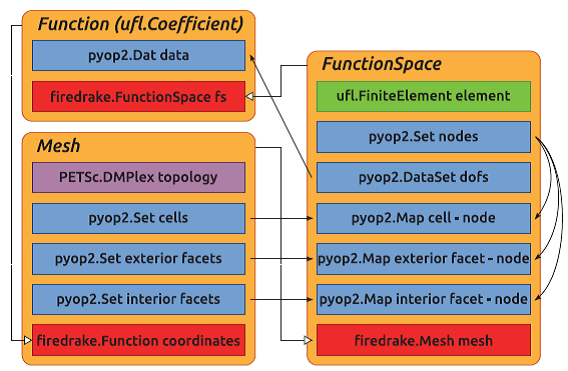 Function (ufl.Coefficient)
pyop2.Dat data
firedrake.FunctionSpace fs
Mesh
PETSc.DMPlex topology
pyop2.Set cells
pyop2.Set exterior facets
pyop2.Set interior facets
firedrake.Function coordinates
FunctionSpace
ufl.FiniteElement element
pyop2.Set nodes
pyop2.DataSet dofs
pyop2.Map cell - node
pyop2.Map exterior facet - node
pyop2.Map interior facet - node
firedrake.Mesh mesh